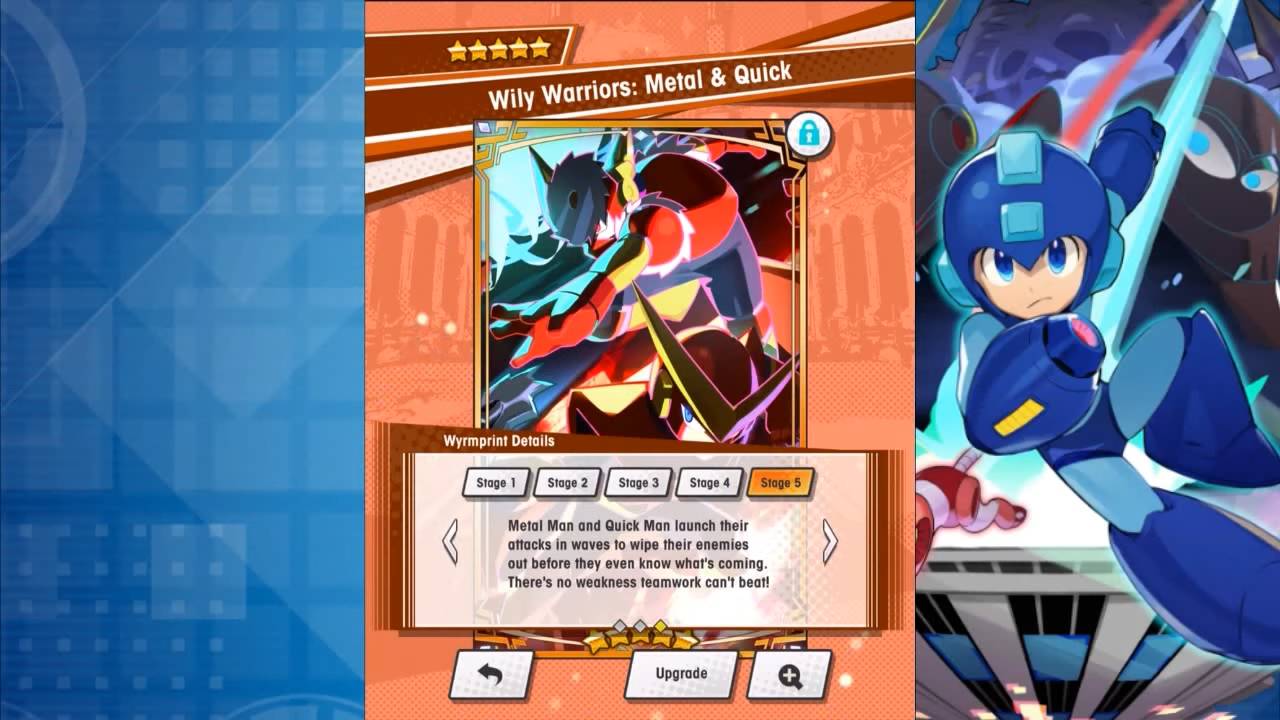 Wily Warriors: Metal & Quick
Wyrmprint Details
Stage 1
Stage 2
Stage 3
Stage 4
Stage 5
Metal Man and Quick Man launch their
attacks in waves to wipe their enemies
out before they even know what's coming.
There's no weakness teamwork can't beat!
Upgrade